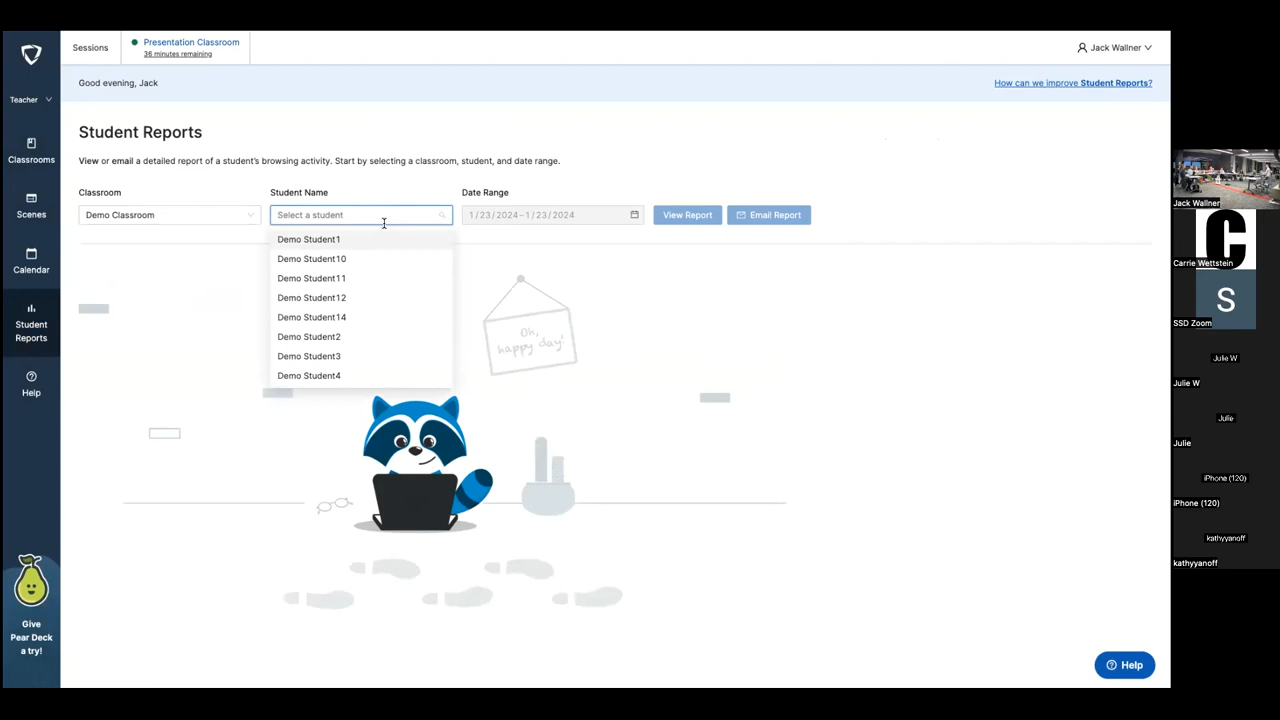 Sessions
Presentation Classroom
36 minutes remaining
Jack Wallner
Teacher
Good evening, Jack
How can we improve Student Reports?
Classrooms
Scenes
Calendar
Student
Reports
Help
Student Reports
View or email a detailed report of a student's browsing activity. Start by selecting a classroom, student, and date range.
Classroom
Student Name
Date Range
Demo Classroom
Select a student
1/23/2024–1/23/2024
View Report
Email Report
Demo Student1
Demo Student10
Demo Student11
Demo Student12
Demo Student14
Demo Student2
Demo Student3
Demo Student4
Oh,
happy day!
Give
Pear Deck
a try!
Help
Jack Wallner
C
Carrie Wettstein
S
SSD Zoom
Julie W
Julie W
Julie
Julie
iPhone (120)
iPhone (120)
kathyyanoff
kathyyanoff